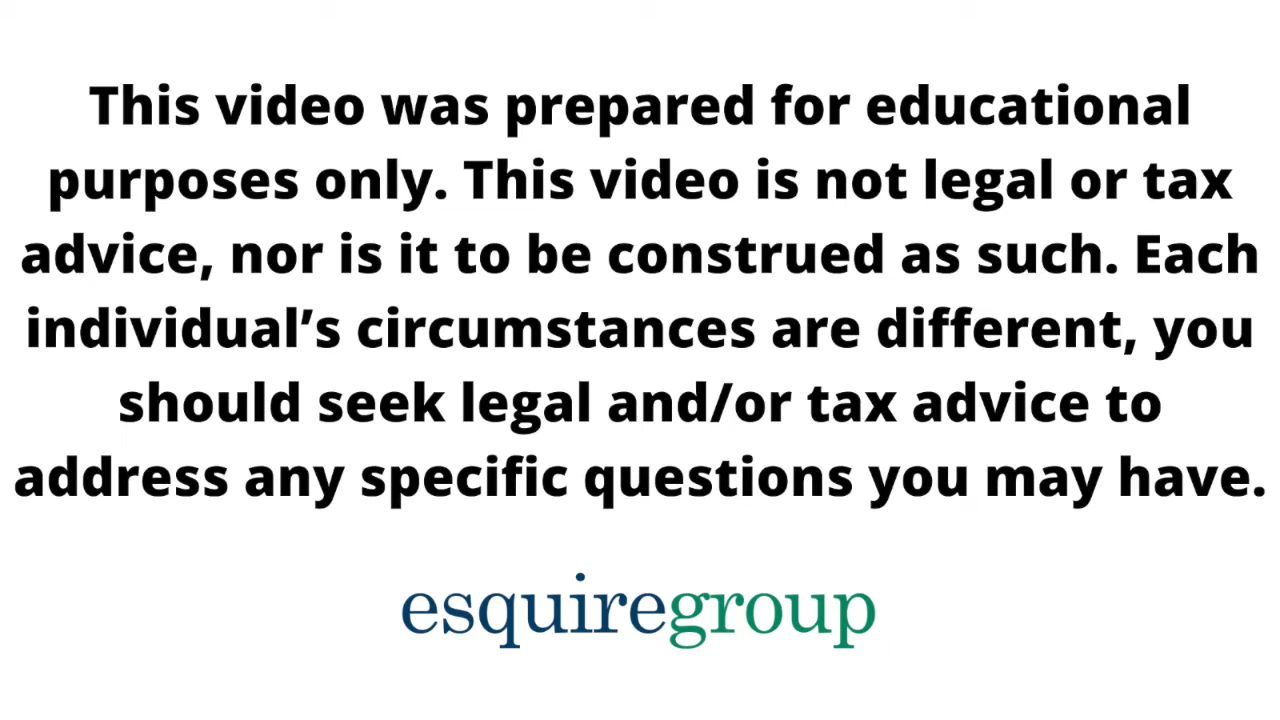 This video was prepared for educational
purposes only. This video is not legal or tax
advice, nor is it to be construed as such. Each
individual’s circumstances are different, you
should seek legal and/or tax advice to
address any specific questions you may have.
esquiregroup